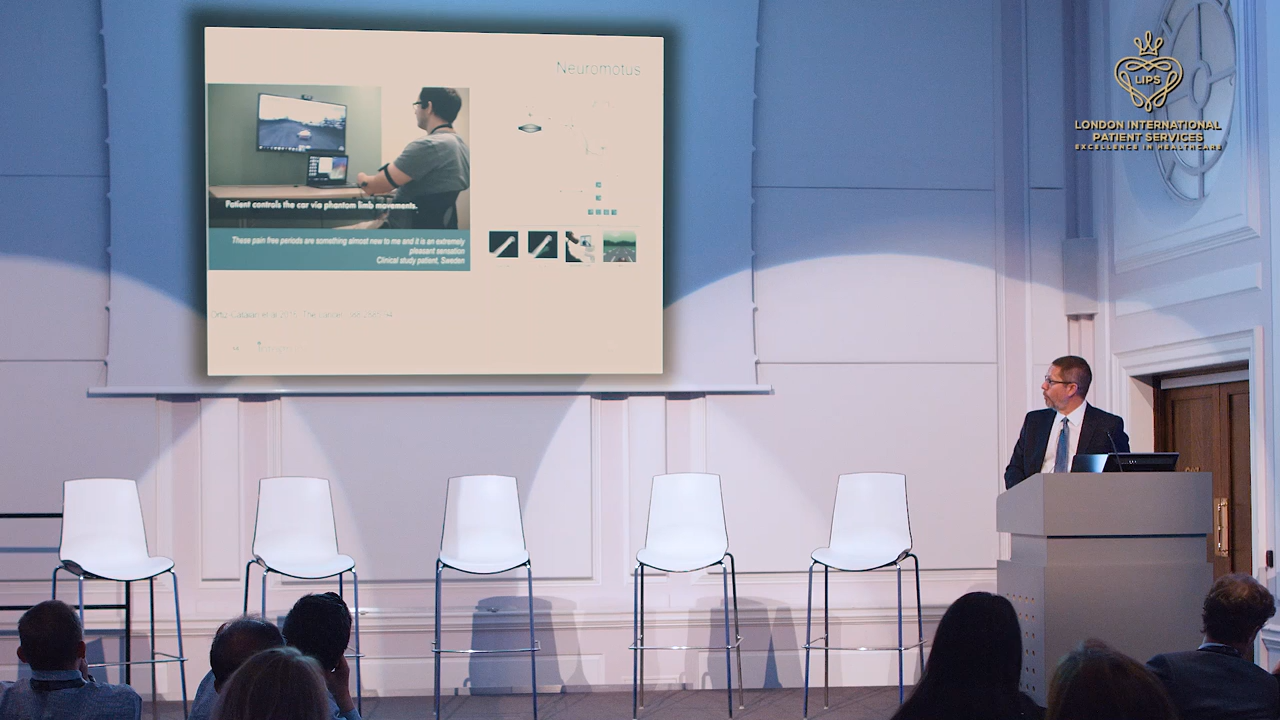 Neuromotus
Patient controls the car via phantom limb movements.
These pain free periods are something almost new to me and it is an extremely
pleasant sensation
Clinical study patient, Sweden
LIPS
LONDON INTERNATIONAL
PATIENT SERVICES
EXCELLENCE IN HEALTHCARE